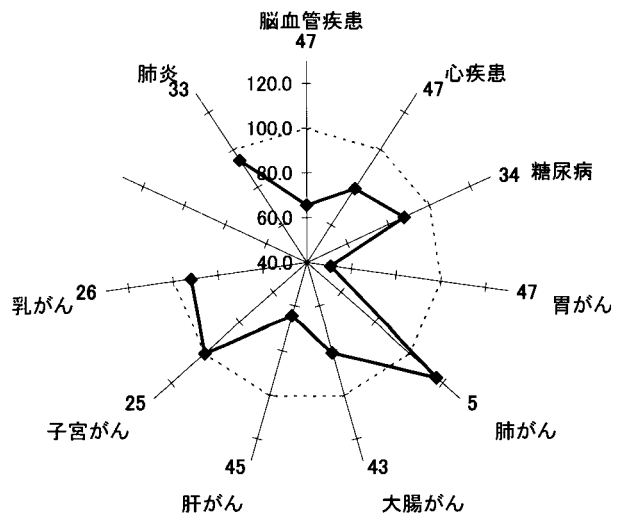 脳血管疾患
47
肺炎
33
47 心疾患
120.0
100.0
80.0
60.0
40.0
34 糖尿病
47
胃がん
26
乳がん
5
肺がん
25
子宮がん
45
肝がん
43
大腸がん